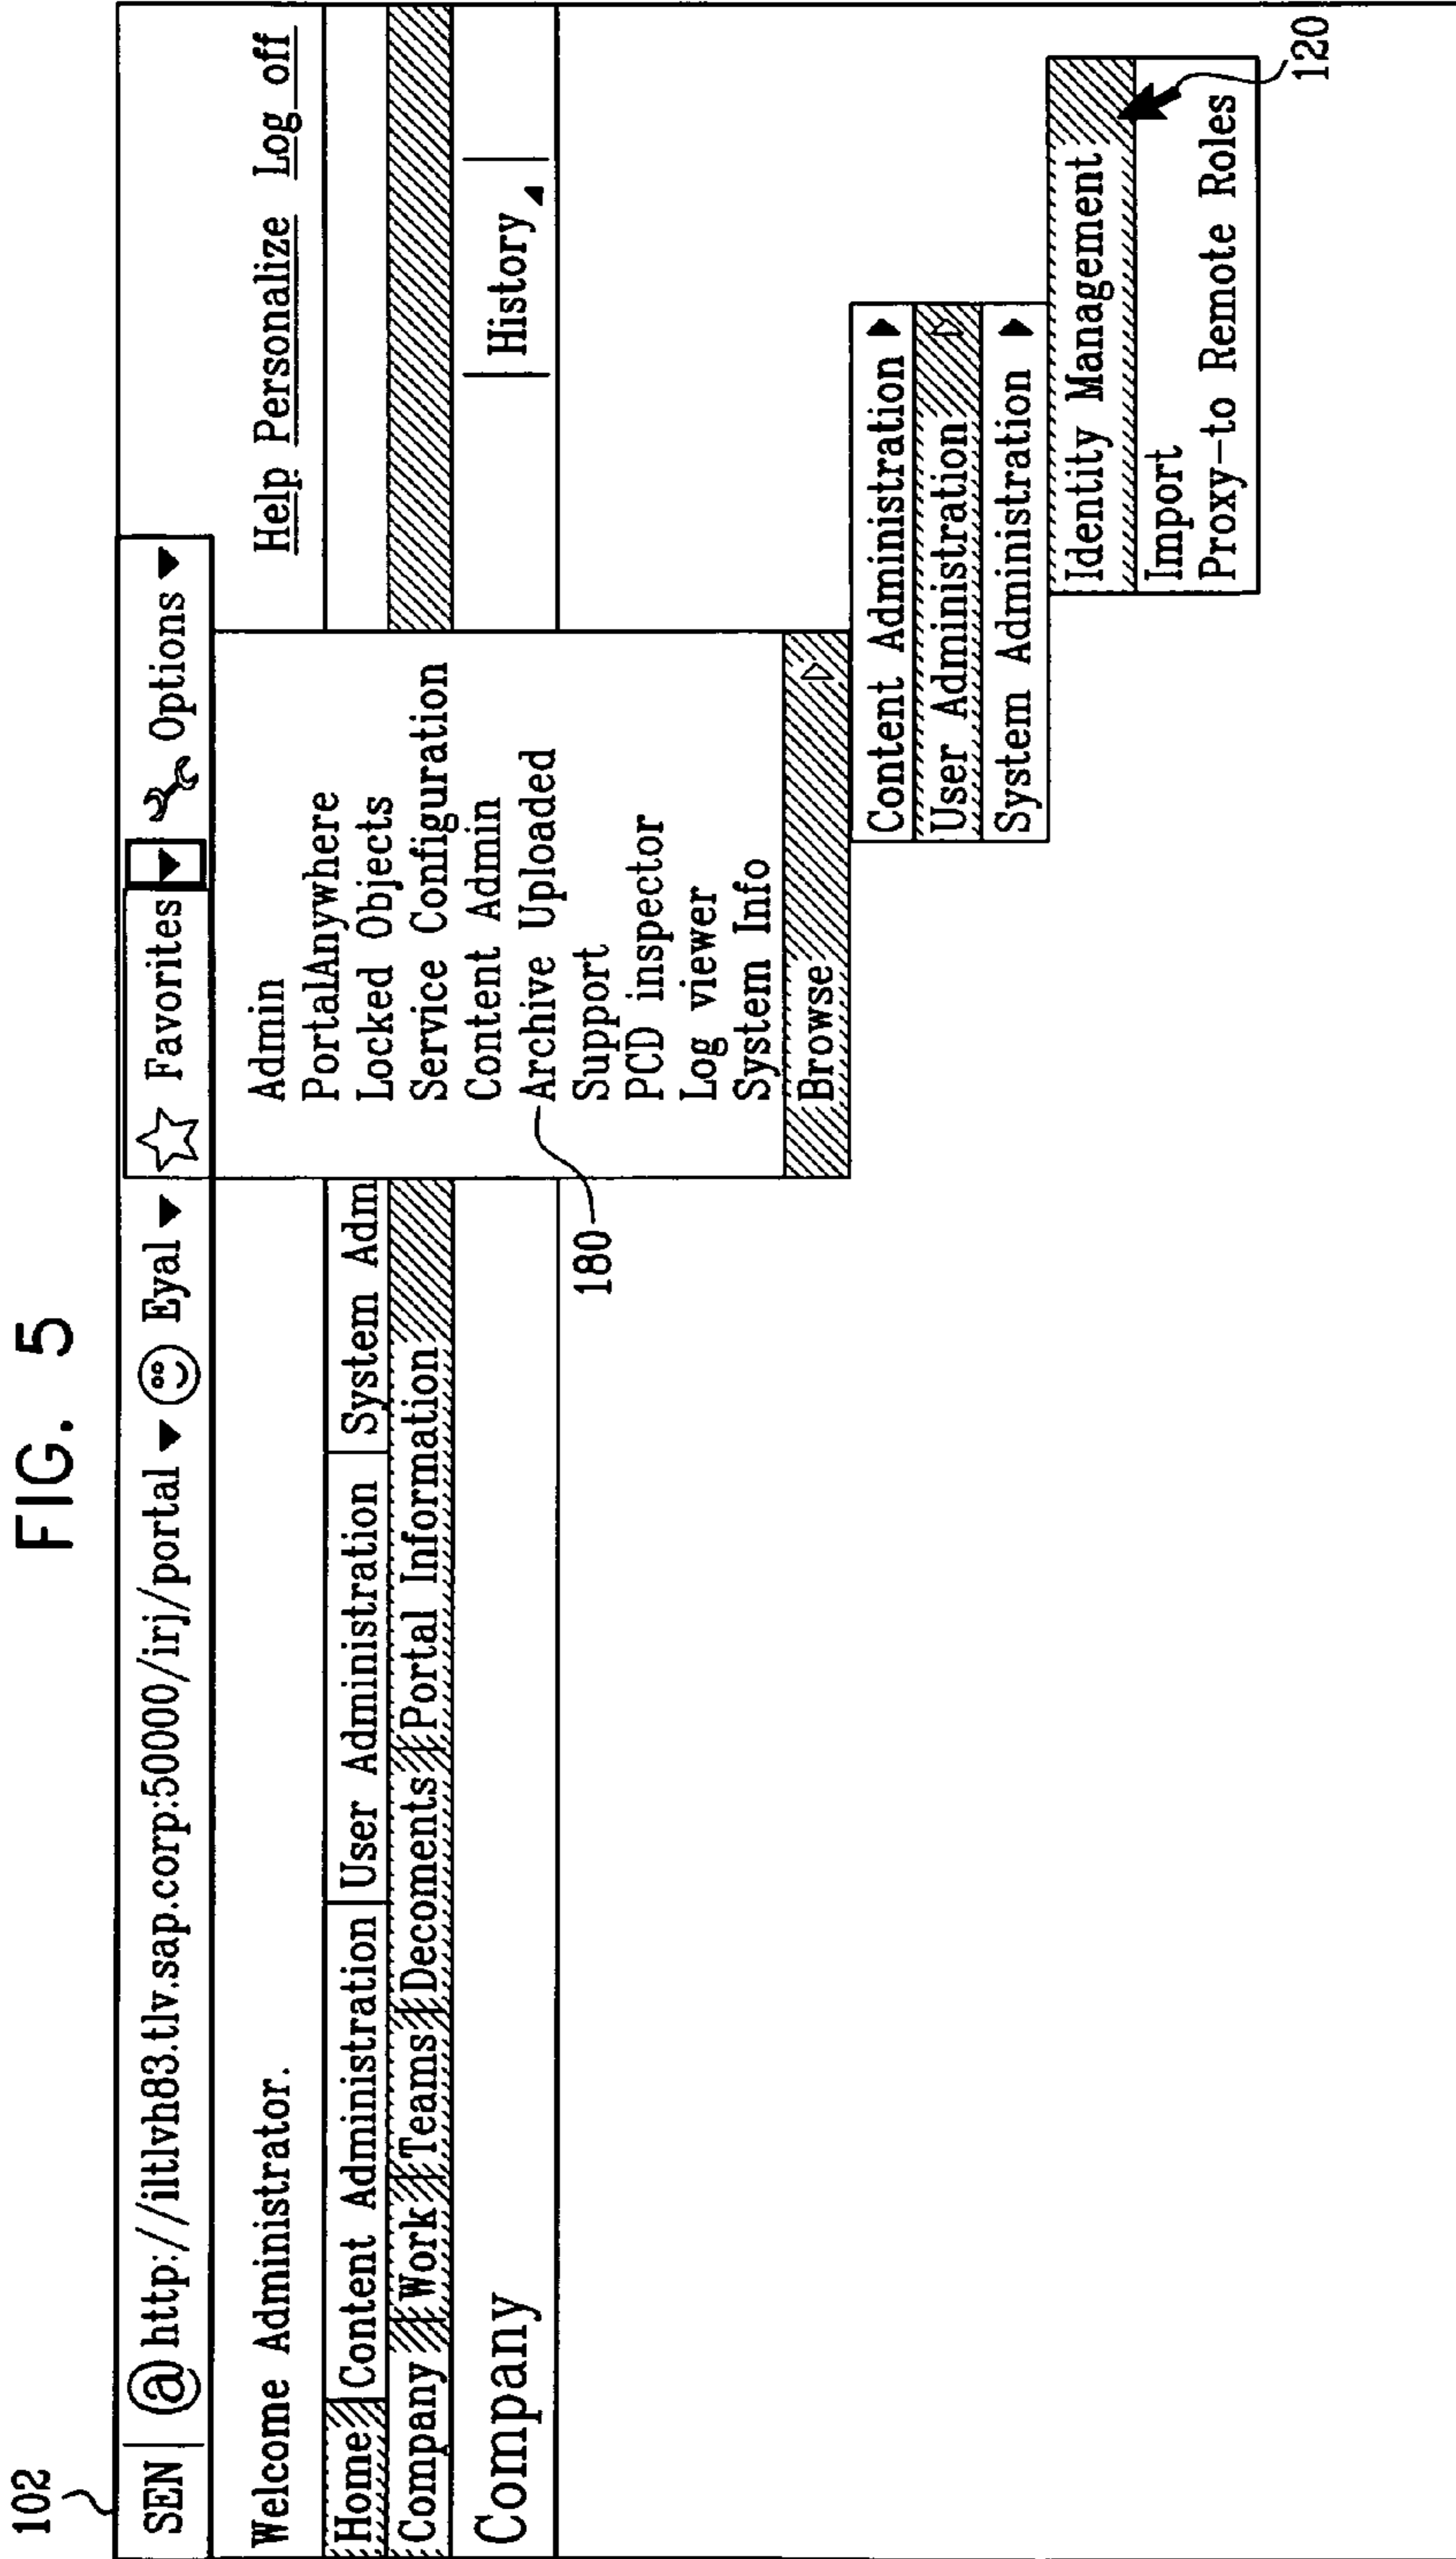 FIG. 5
102
SEN @ http://iltlvh83.tlv.sap.corp:50000/irj/portal Eyal Favorites Options
Welcome Administrator.
Help Personalize Log off
Home Content Administration User Administration System Adm
Company Work Teams Decoments Portal Information
Company
History
Admin
PortalAnywhere
Locked Objects
Service Configuration
Content Admin
Archive Uploaded
Support
PCD inspector
Log viewer
System Info
Browse
180
Content Administration
User Administration
System Administration
Identity Management
Import
Proxy-to Remote Roles
120